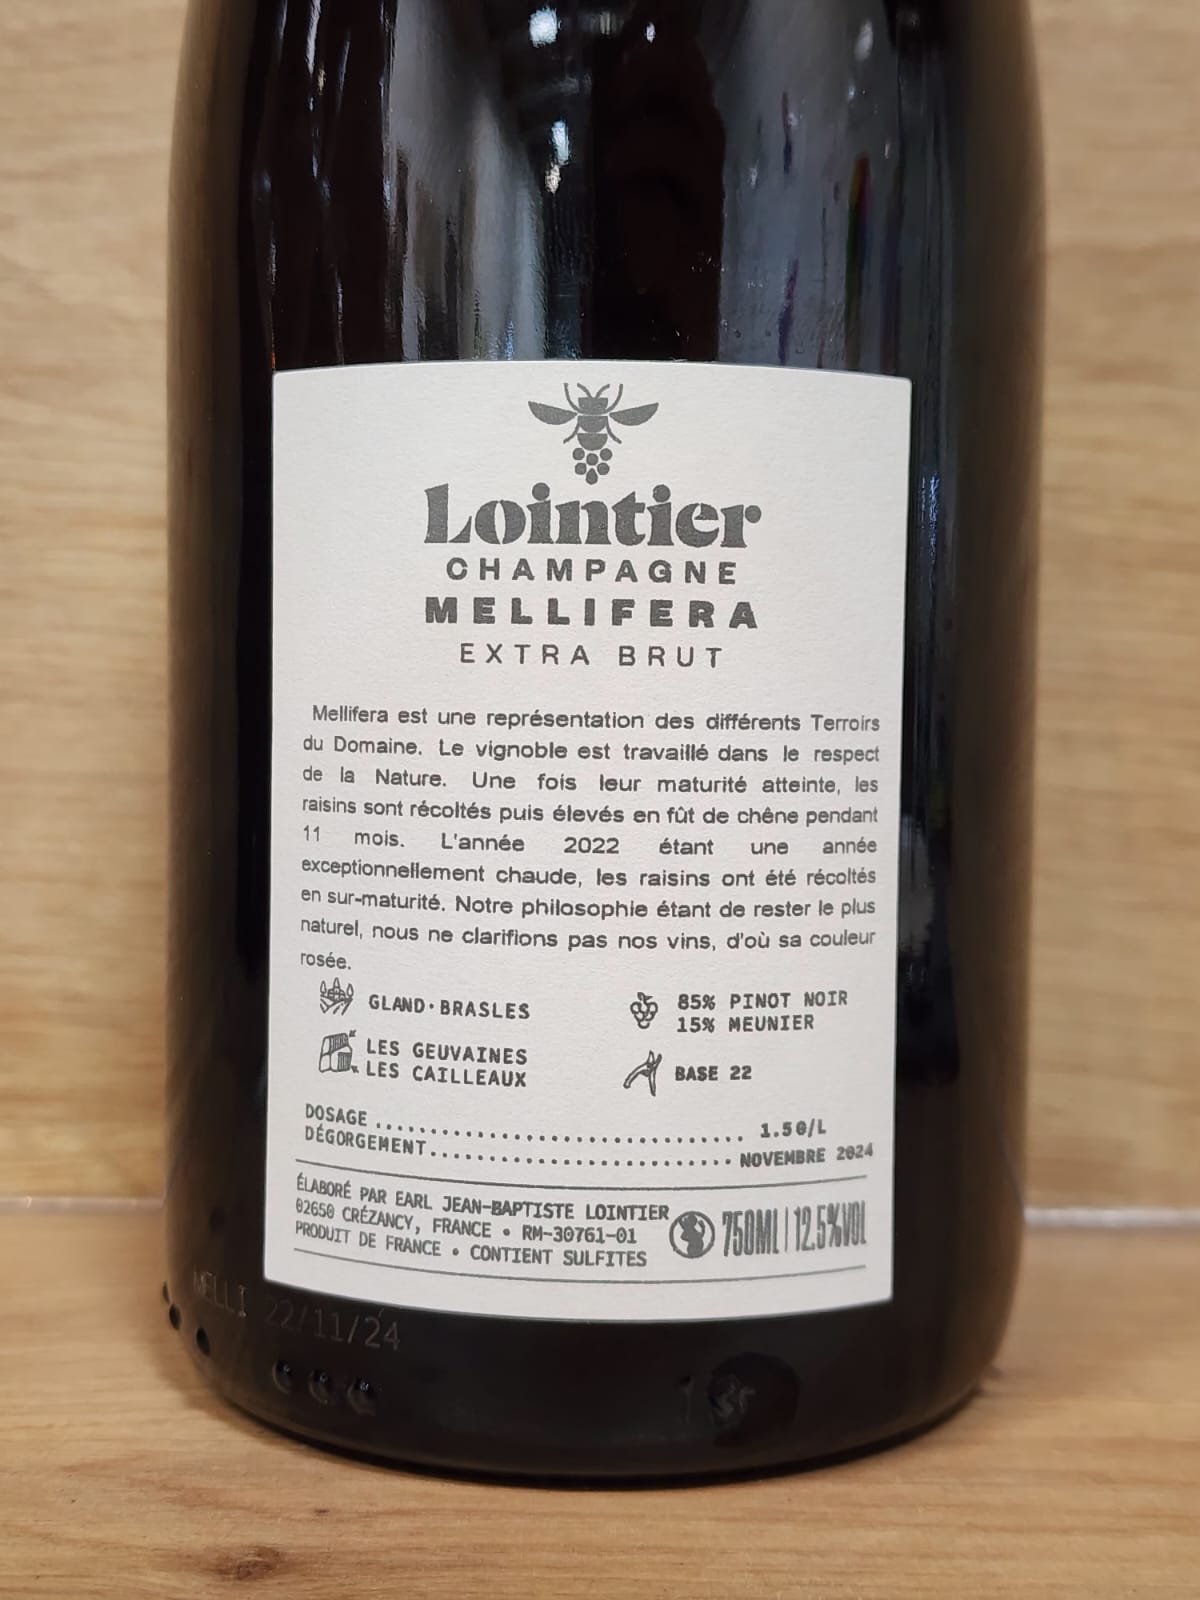 Lointier
CHAMPAGNE
MELLIFERA
EXTRA BRUT
Mellifera est une représentation des différents Terroirs
du Domaine. Le vignoble est travaillé dans le respect
de la Nature. Une fois leur maturité atteinte, les
raisins sont récoltés puis élevés en fût de chêne pendant
11 mois. L'année 2022 étant une année
exceptionnellement chaude, les raisins ont été récoltés
en sur-maturité. Notre philosophie étant de rester le plus
naturel, nous ne clarifions pas nos vins, d'où sa couleur
rosée.
GLAND•BRASLES
85% PINOT NOIR
15% MEUNIER
LES GEUVAINES
LES CAILLEAUX
BASE 22
DOSAGE ................................ 1.5G/L
DÉGORGEMENT.......................... NOVEMBRE 2024
ÉLABORÉ PAR EARL JEAN-BAPTISTE LOINTIER
02650 CRÉZANCY, FRANCE • RM-30761-01
PRODUIT DE FRANCE • CONTIENT SULFITES
750ML | 12.5%VOL
MELLI 22/11/24